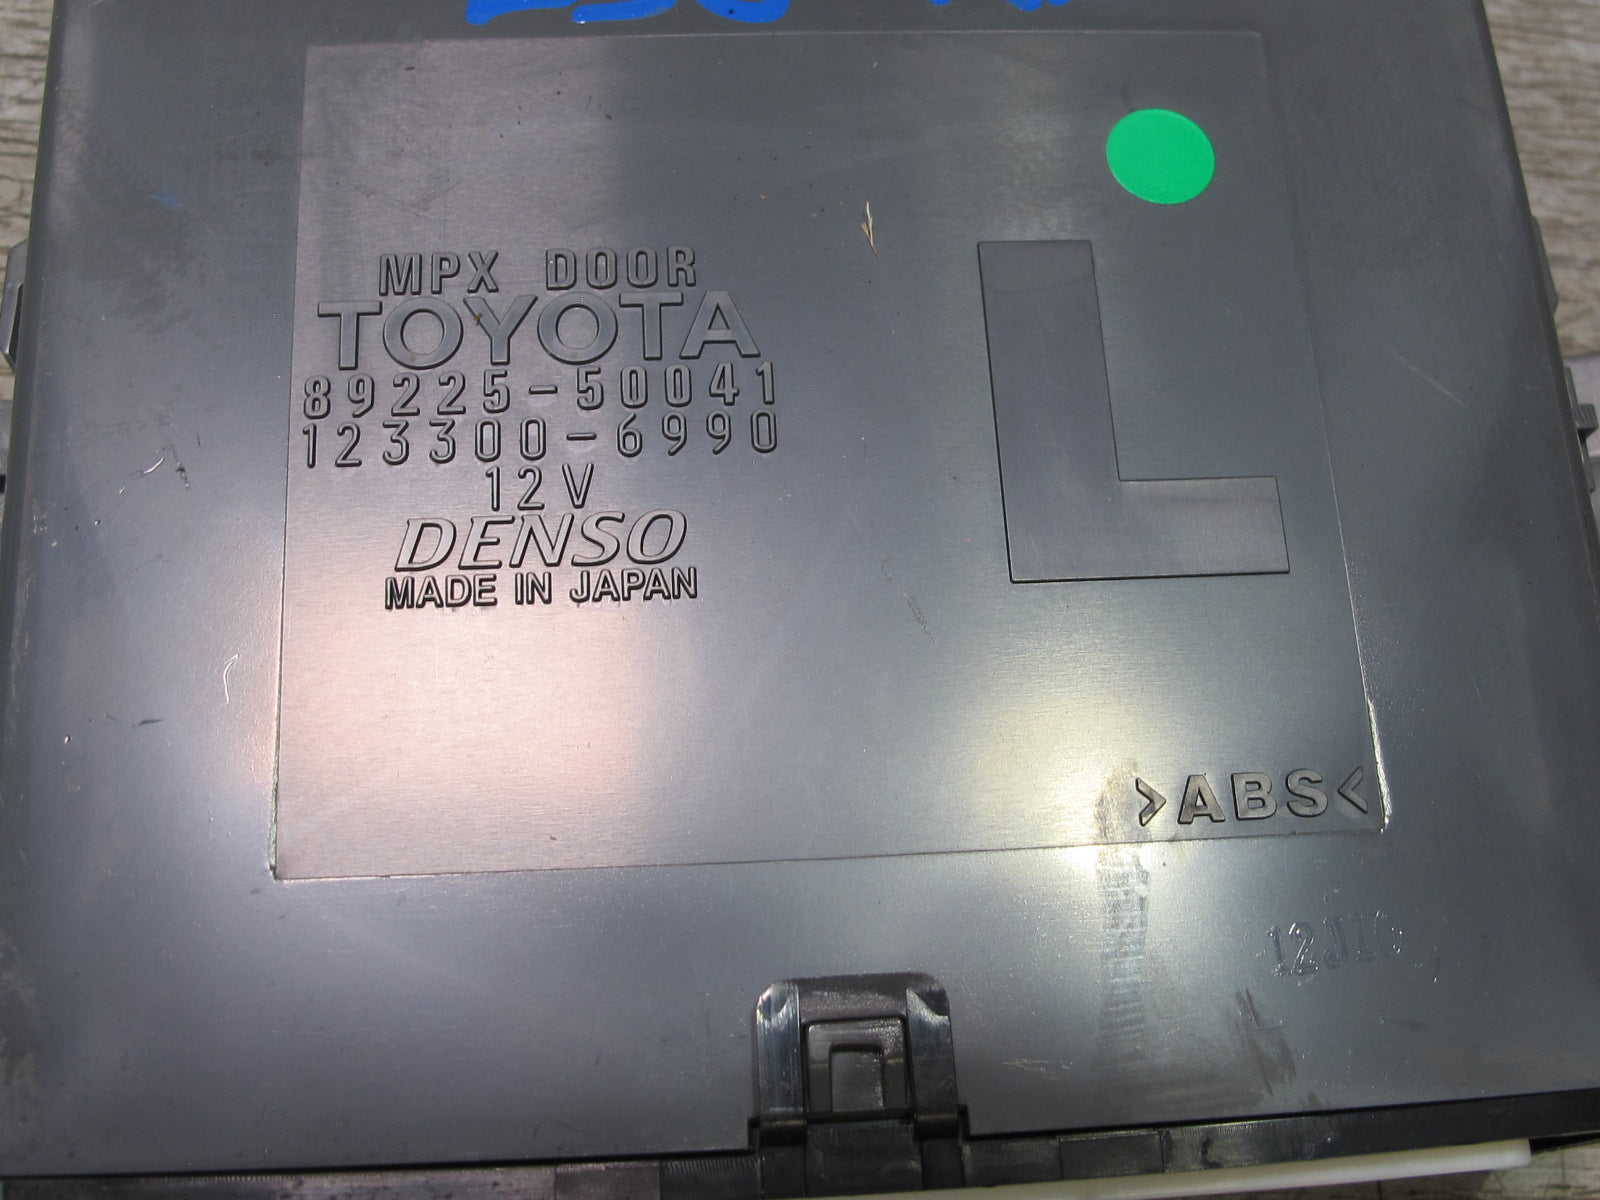 MPX DOOR
TOYOTA
89225-50041
123300-6990
12V
DENSO
MADE IN JAPAN
L
>ABS<